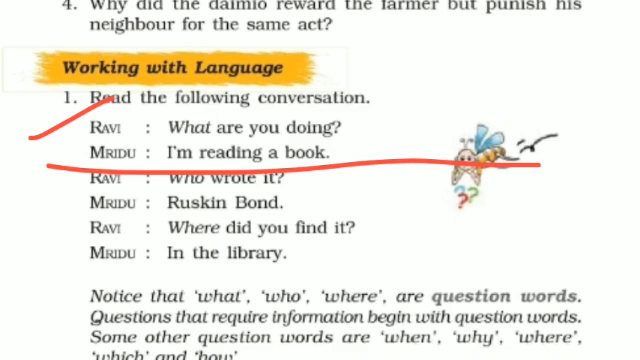 4. Why did the daimio reward the farmer but punish his
neighbour for the same act?
Working with Language
1. Read the following conversation.
RAVI : What are you doing?
MRIDU : I'm reading a book.
RAVI : Who wrote it?
MRIDU : Ruskin Bond.
RAVI : Where did you find it?
MRIDU : In the library.
??
Notice that 'what', 'who', 'where', are question words.
Questions that require information begin with question words.
Some other question words are 'when', 'why', 'where',
'which' and 'how'.